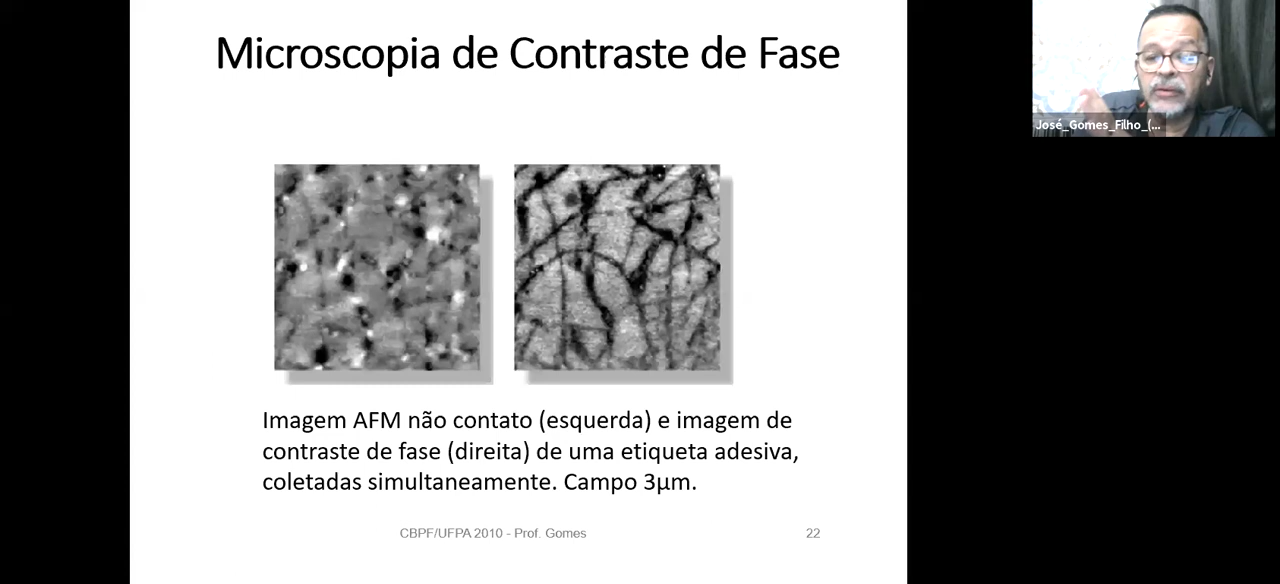 Microscopia de Contraste de Fase
José_Gomes_Filho_(...
Imagem AFM não contato (esquerda) e imagem de
contraste de fase (direita) de uma etiqueta adesiva,
coletadas simultaneamente. Campo 3µm.
CBPF/UFPA 2010 - Prof. Gomes
22